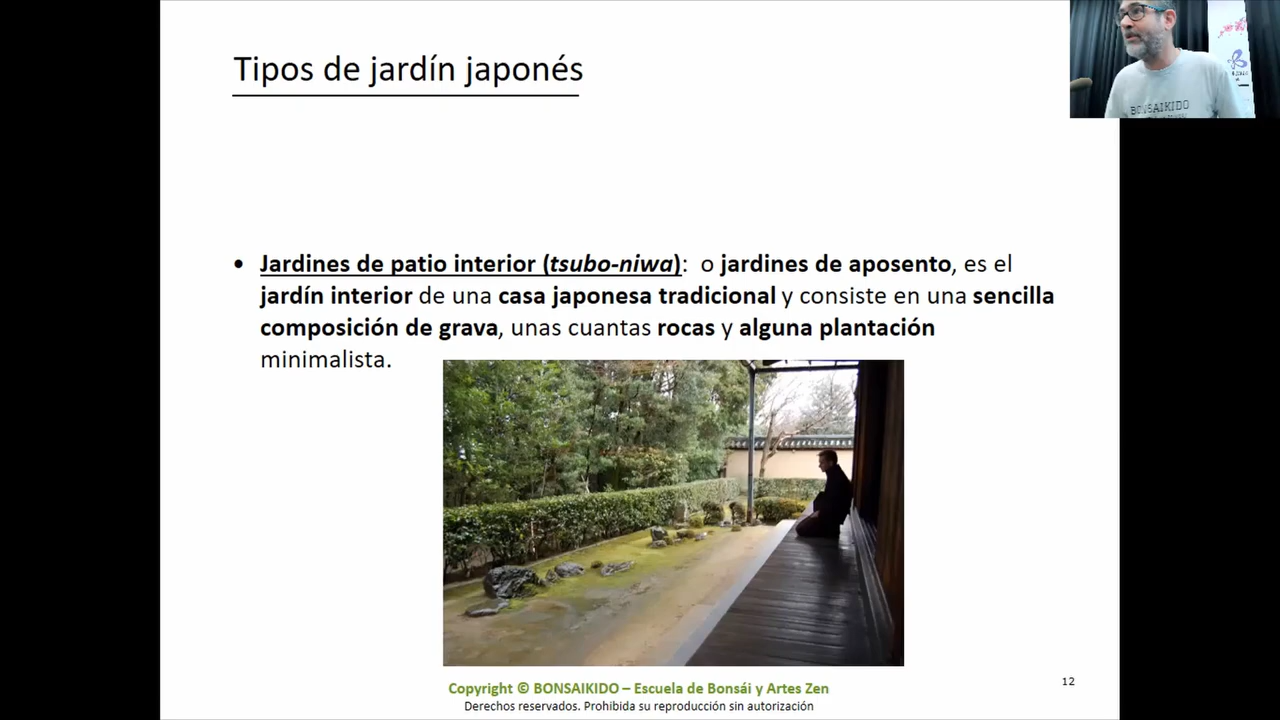 Tipos de jardín japonés
BONSAIKIDO
• Jardines de patio interior (tsubo-niwa): o jardines de aposento, es el
jardín interior de una casa japonesa tradicional y consiste en una sencilla
composición de grava, unas cuantas rocas y alguna plantación
minimalista.
12
Copyright © BONSAIKIDO – Escuela de Bonsái y Artes Zen
Derechos reservados. Prohibida su reproducción sin autorización